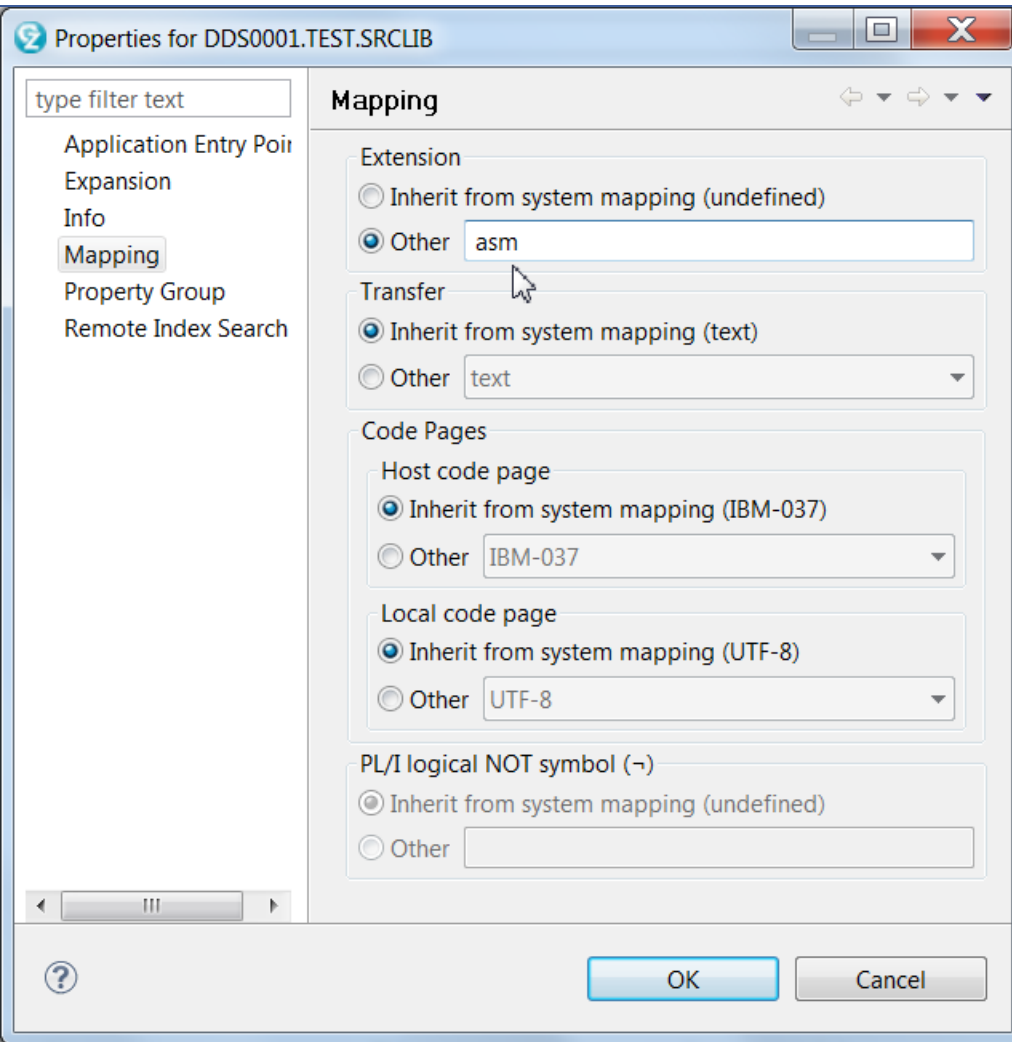 Properties for DDS0001.TEST.SRCLIB
type filter text
Application Entry Poir
Expansion
Info
Mapping
Property Group
Remote Index Search
Mapping
Extension
Inherit from system mapping (undefined)
Other asm
Transfer
Inherit from system mapping (text)
Other text
Code Pages
Host code page
Inherit from system mapping (IBM-037)
Other IBM-037
Local code page
Inherit from system mapping (UTF-8)
Other UTF-8
PL/I logical NOT symbol (¬)
Inherit from system mapping (undefined)
Other
?
OK Cancel